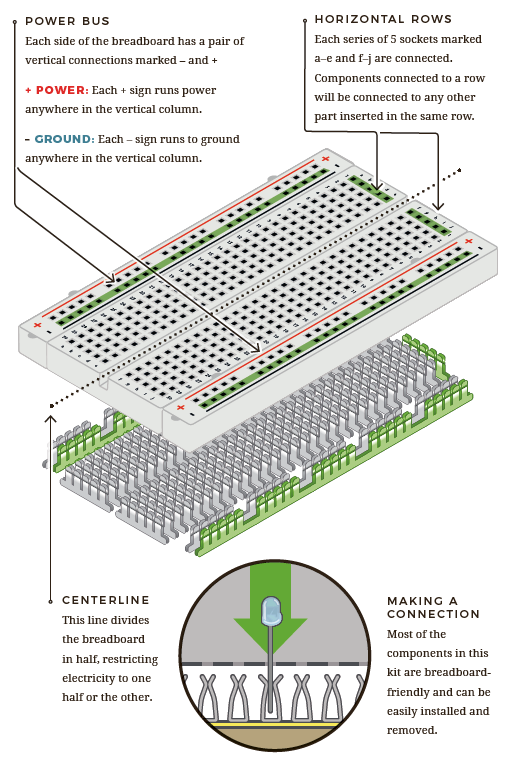 POWER BUS
Each side of the breadboard has a pair of
vertical connections marked – and +
+ POWER: Each + sign runs power
anywhere in the vertical column.
– GROUND: Each – sign runs to ground
anywhere in the vertical column.
HORIZONTAL ROWS
Each series of 5 sockets marked
a–e and f–j are connected.
Components connected to a row
will be connected to any other
part inserted in the same row.
CENTERLINE
This line divides
the breadboard
in half, restricting
electricity to one
half or the other.
MAKING A
CONNECTION
Most of the
components in this
kit are breadboard-
friendly and can be
easily installed and
removed.